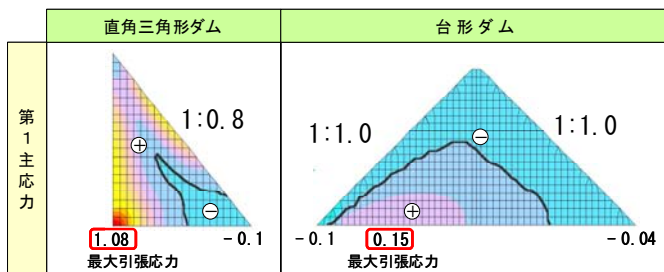 直角三角形ダム
台形ダム
第1主応力
1:0.8
⊕
⊖
1.08
-0.1
最大引張応力
1:1.0
1:1.0
⊖
⊕
-0.1
0.15
-0.04
最大引張応力